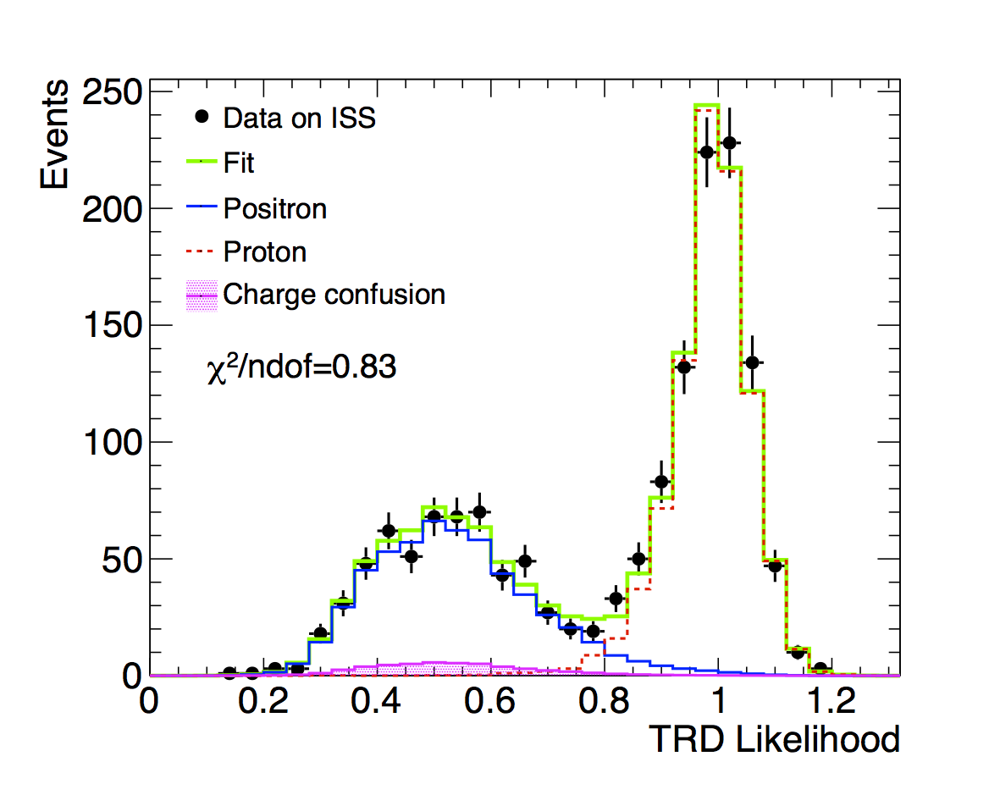 Events
250
200
150
100
50
0
Data on ISS
Fit
Positron
Proton
Charge confusion
χ²/ndof=0.83
0 0.2 0.4 0.6 0.8 1 1.2
TRD Likelihood